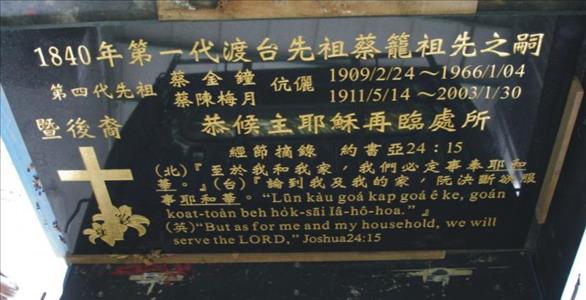 1840年第一代渡台先祖蔡籠祖先之嗣
第四代先祖 蔡金鐘 伉儷 1909/2/24～1966/1/04
蔡陳梅月 1911/5/14～2003/1/30
暨後裔 恭候主耶穌再臨處所
經節摘錄 約書亞24：15
(北)『至於我和我家，我們必定事奉耶和
華。』(台)『論到我及我的家，阮決斷欲服
事耶和華。“Lūn kàu goá kap goá ê ke, goán
koat-toàn beh ho̍k-sāi Iâ-hô-hoa.”』
(英)“But as for me and my household, we will
serve the LORD,” Joshua24:15